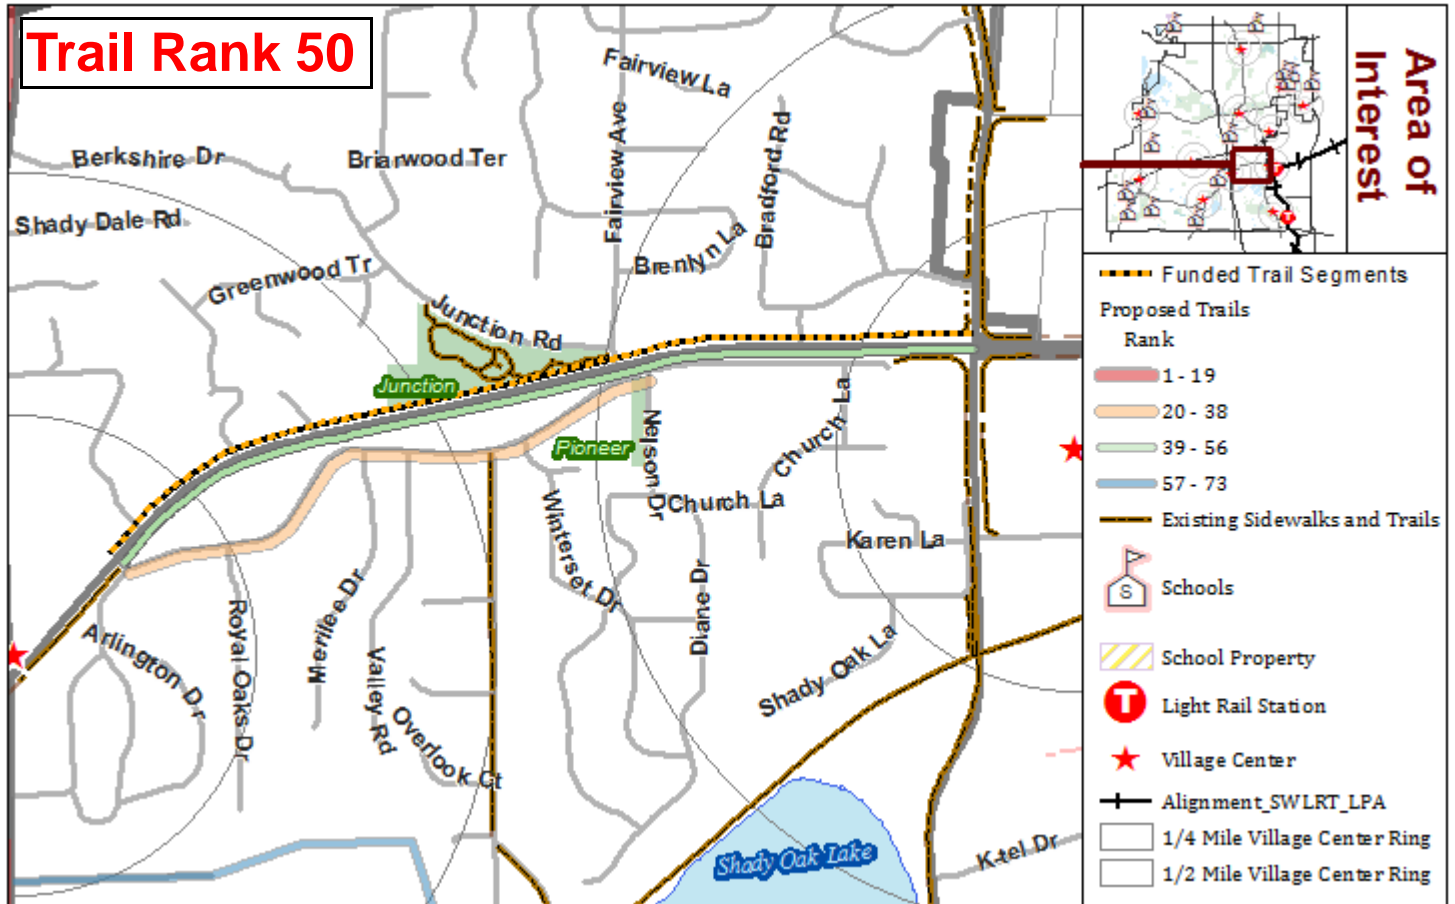 Trail Rank 50
Area of
Interest
Fairview La
Fairview Ave
Bradford Rd
Berkshire Dr
Briarwood Ter
Shady Dale Rd
Brenlyn La
Greenwood Tr
Junction Rd
Junction
Pioneer
Nelson Dr
Church La
Church La
Winterset Dr
Karen La
Diane Dr
Merilee Dr
Royal Oaks Dr
Arlington Dr
Valley Rd
Overlook Ct
Shady Oak La
Shady Oak Lake
K-tel Dr
Funded Trail Segments
Proposed Trails
Rank
1 - 19
20 - 38
39 - 56
57 - 73
Existing Sidewalks and Trails
S
Schools
School Property
T
Light Rail Station
Village Center
Alignment_SWLRT_LPA
1/4 Mile Village Center Ring
1/2 Mile Village Center Ring